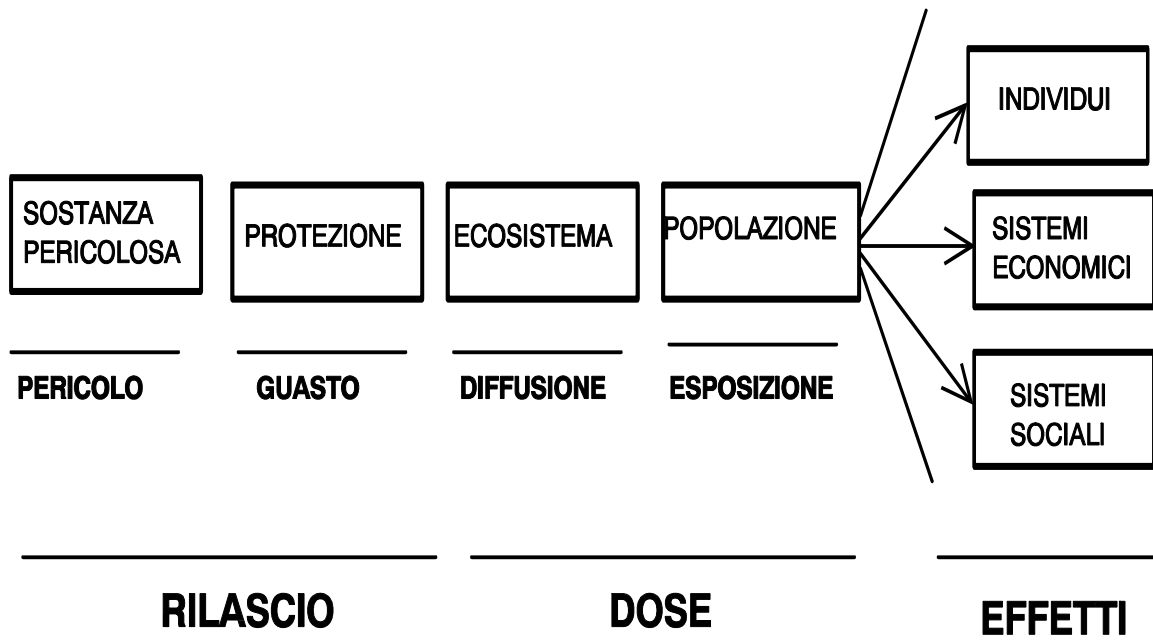 INDIVIDUI
SOSTANZA
PERICOLOSA
PROTEZIONE
ECOSISTEMA
POPOLAZIONE
SISTEMI
ECONOMICI
PERICOLO
GUASTO
DIFFUSIONE
ESPOSIZIONE
SISTEMI
SOCIALI
RILASCIO
DOSE
EFFETTI